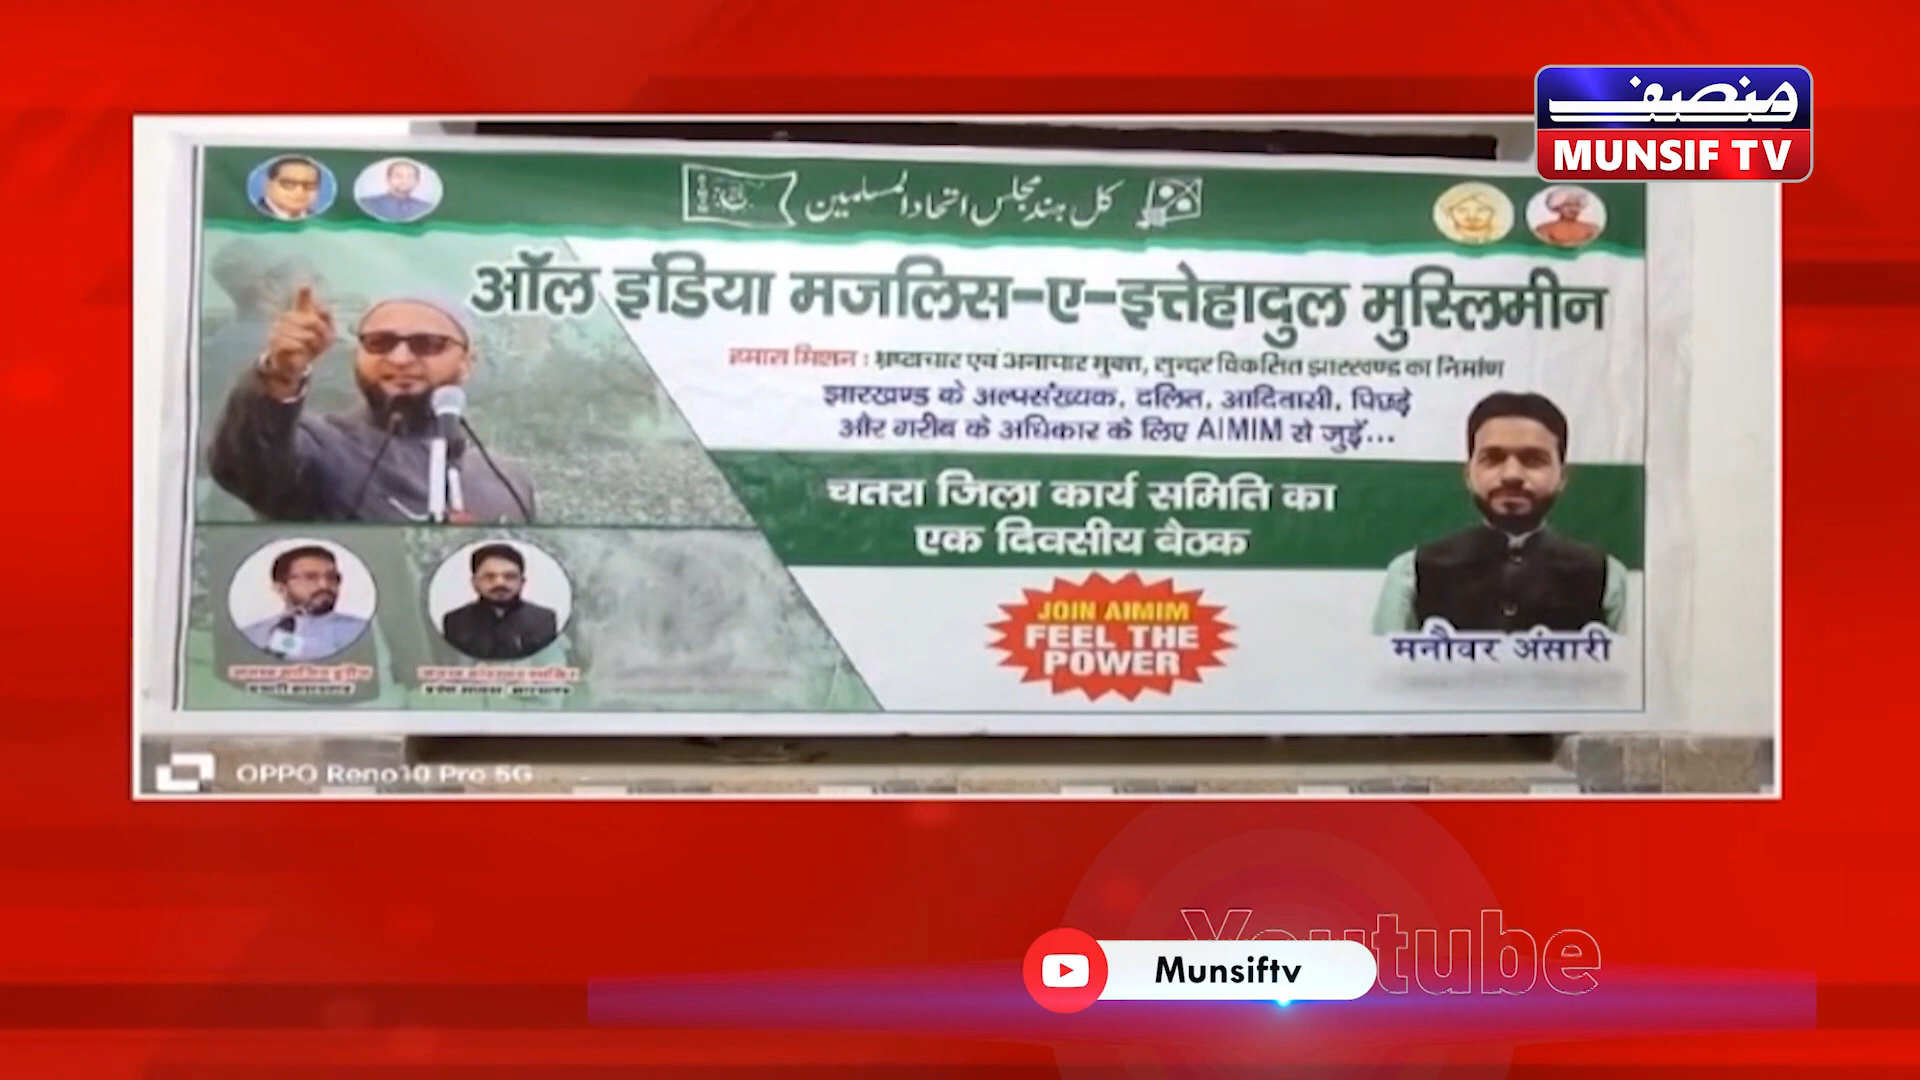 منصف
MUNSIF TV
کل ہند مجلس اتحاد المسلمین
ऑल इंडिया मजलिस-ए-इत्तेहादुल मुस्लिमीन
हमारा मिशन : भ्रष्टाचार एवं अनाचार मुक्त, सुन्दर विकसित झारखण्ड का निर्माण
झारखण्ड के अल्पसंख्यक, दलित, आदिवासी, पिछड़े
और गरीब के अधिकार के लिए AIMIM से जुड़ें...
चतरा जिला कार्य समिति का
एक दिवसीय बैठक
JOIN AIMIM
FEEL THE
POWER
मनौवर अंसारी
OPPO Reno10 Pro 5G
Youtube
Munsiftv